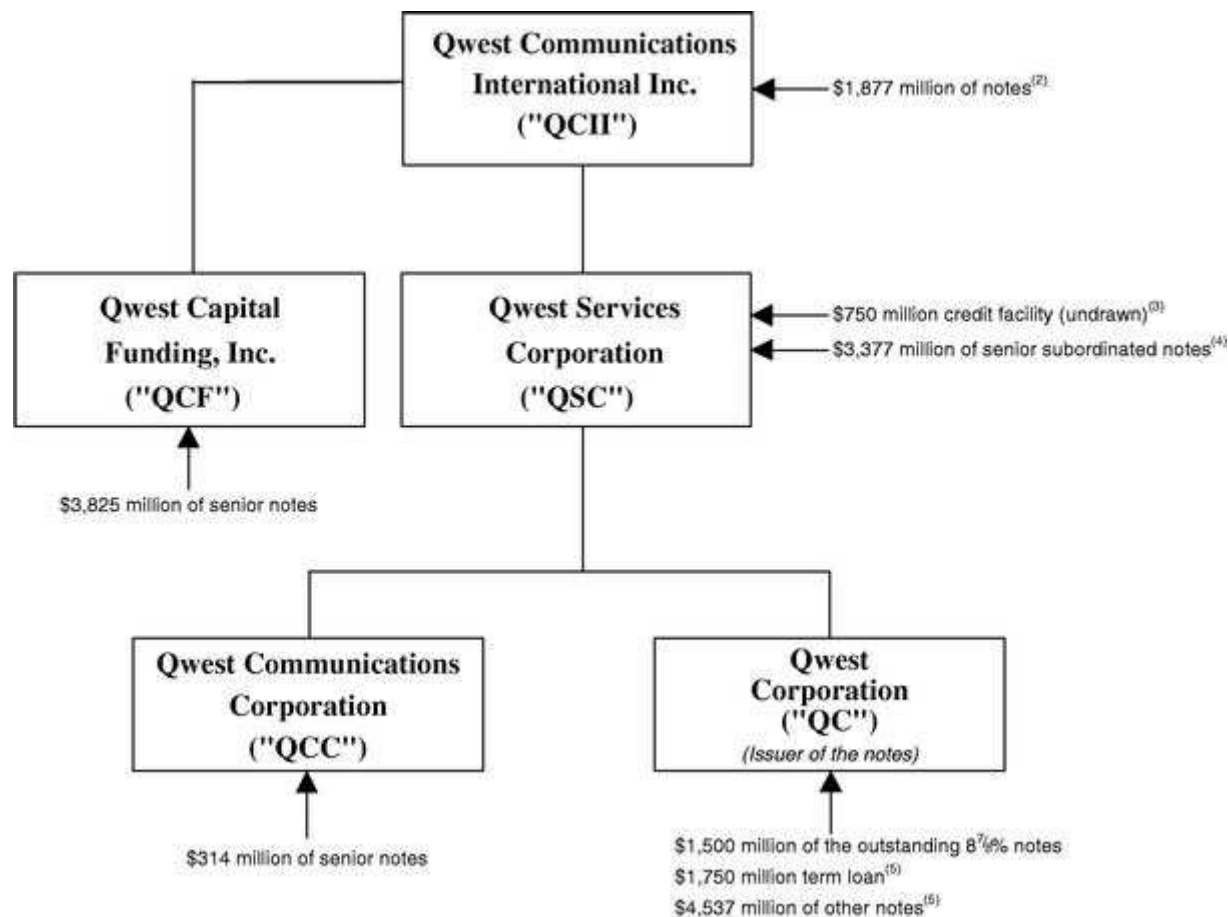 Qwest Communications
International Inc.
("QCII")
$1,877 million of notes(2)
Qwest Capital
Funding, Inc.
("QCF")
Qwest Services
Corporation
("QSC")
$750 million credit facility (undrawn)(3)
$3,377 million of senior subordinated notes(4)
$3,825 million of senior notes
Qwest Communications
Corporation
("QCC")
Qwest
Corporation
("QC")
(Issuer of the notes)
$314 million of senior notes
$1,500 million of the outstanding 8⅞% notes
$1,750 million term loan(5)
$4,537 million of other notes(5)